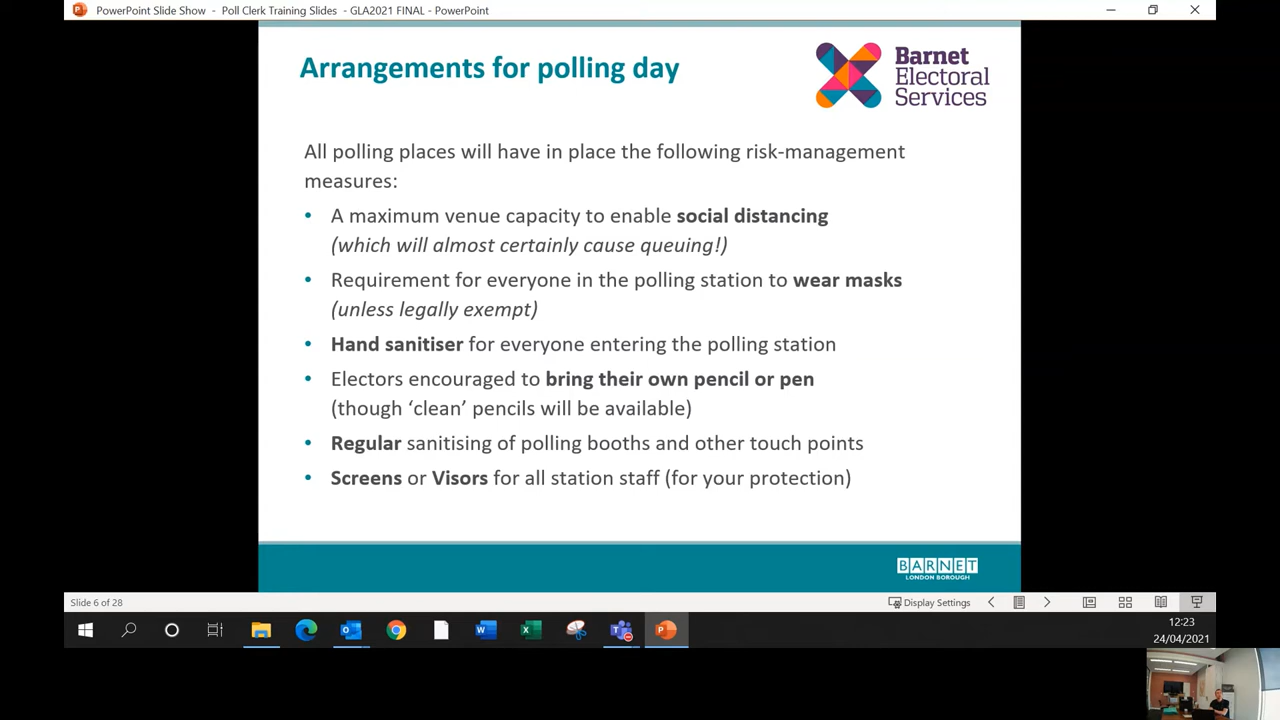 PowerPoint Slide Show - Poll Clerk Training Slides - GLA2021 FINAL - PowerPoint
Arrangements for polling day
Barnet
Electoral
Services
All polling places will have in place the following risk-management
measures:
• A maximum venue capacity to enable social distancing
(which will almost certainly cause queuing!)
• Requirement for everyone in the polling station to wear masks
(unless legally exempt)
• Hand sanitiser for everyone entering the polling station
• Electors encouraged to bring their own pencil or pen
(though ‘clean’ pencils will be available)
• Regular sanitising of polling booths and other touch points
• Screens or Visors for all station staff (for your protection)
BARNET
LONDON BOROUGH
Slide 6 of 28
Display Settings
12:23
24/04/2021